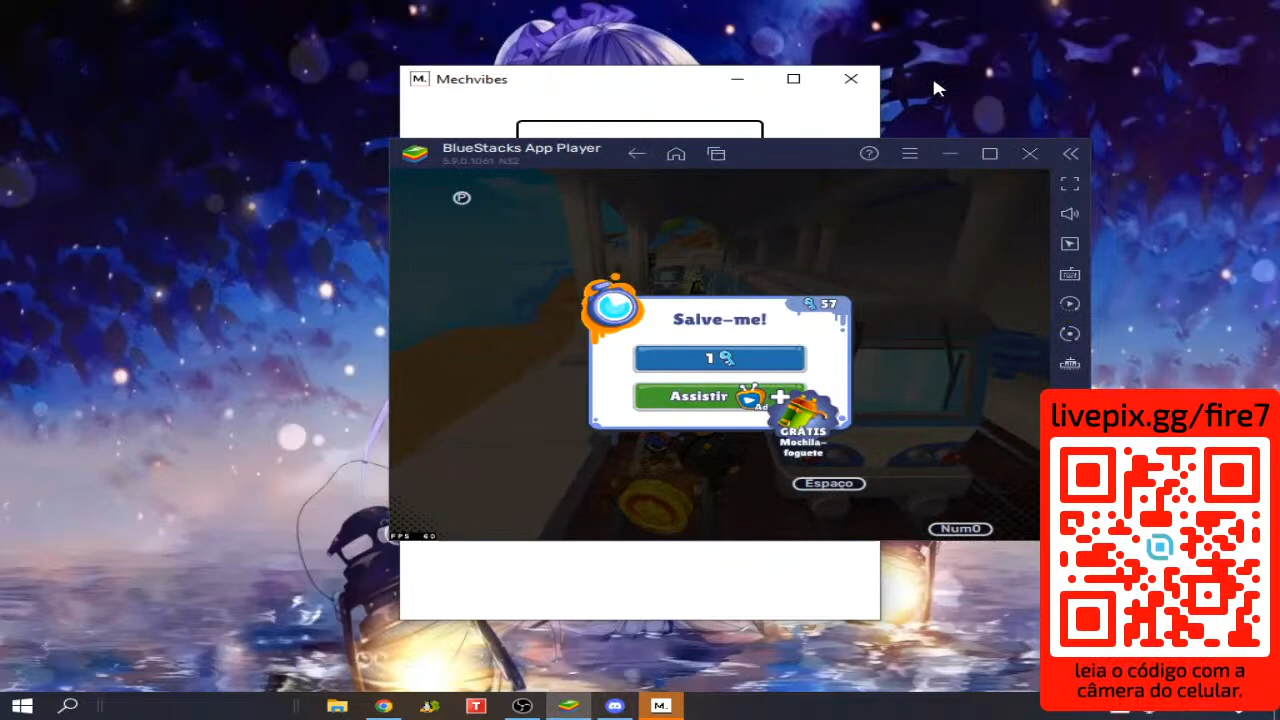 M. Mechvibes
BlueStacks App Player
5.9.0.1061 N32
P
57
Salve-me!
1
Assistir
Ad
GRÁTIS
Mochila-
foguete
Espaço
Num0
FPS 60
livepix.gg/fire7
leia o código com a
câmera do celular.
T
M.